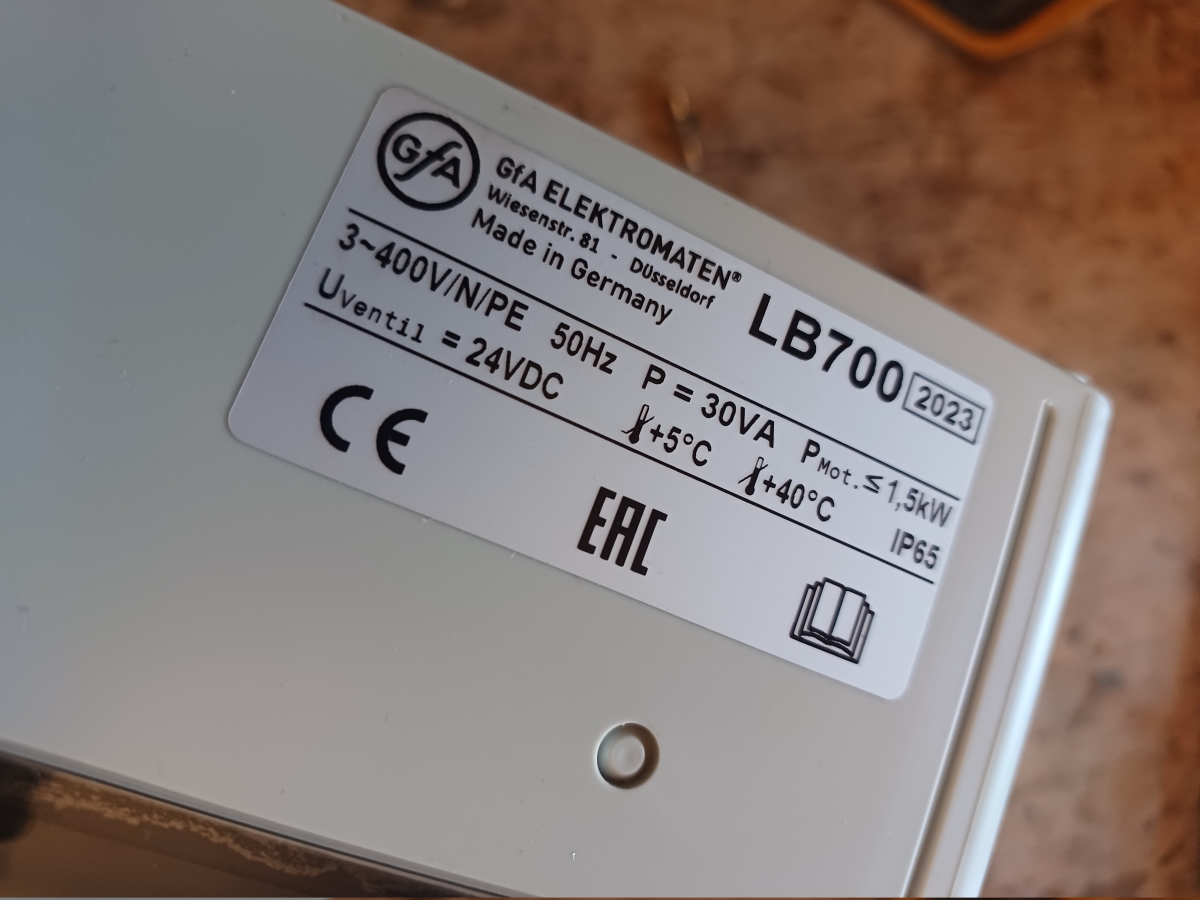 GfA
GfA ELEKTROMATEN®
Wiesenstr. 81 - Düsseldorf
Made in Germany
LB700 2023
3~400V/N/PE 50Hz P = 30VA PMot. ≤ 1,5kW
UVentil = 24VDC +5°C +40°C IP65
CE
EAC